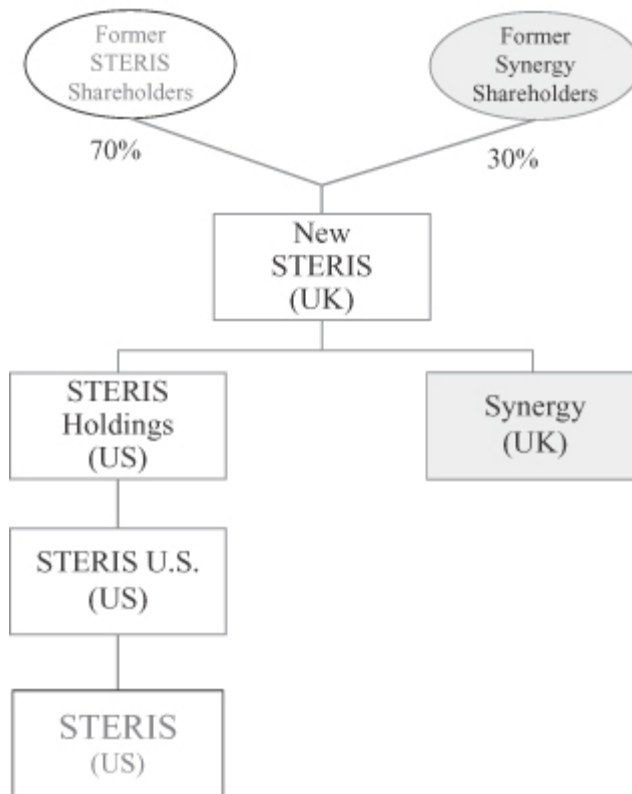 Former
STERIS
Shareholders
Former
Synergy
Shareholders
70%
30%
New
STERIS
(UK)
STERIS
Holdings
(US)
Synergy
(UK)
STERIS U.S.
(US)
STERIS
(US)